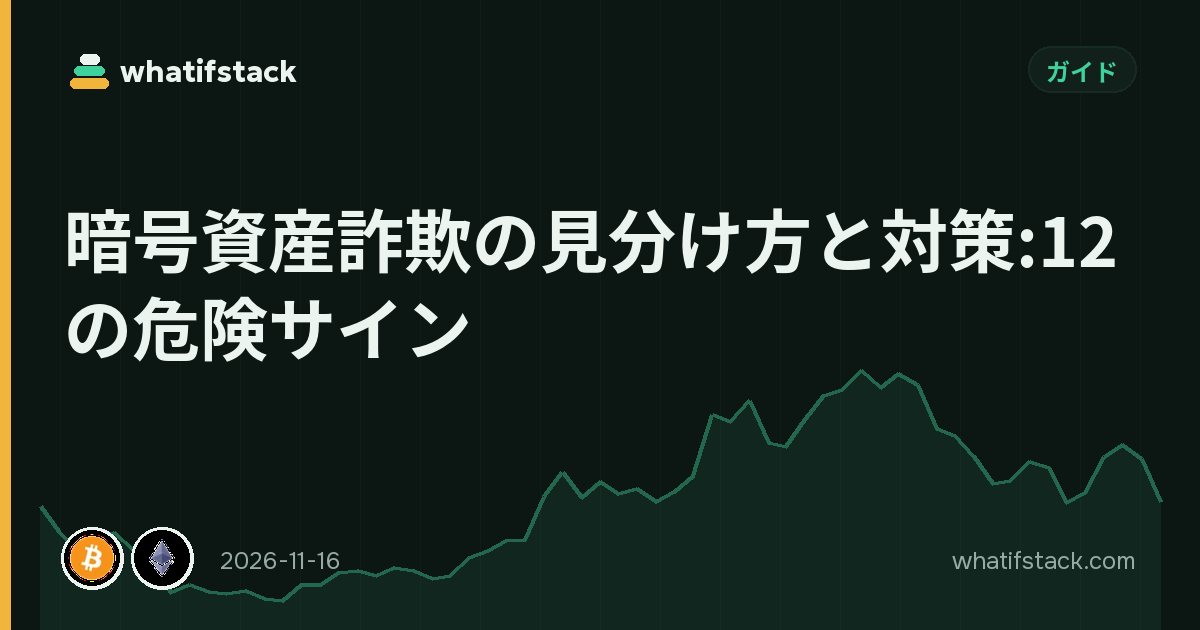 whatifstack
ガイド
暗号資産詐欺の見分け方と対策:12
の危険サイン
2026-11-16
whatifstack.com